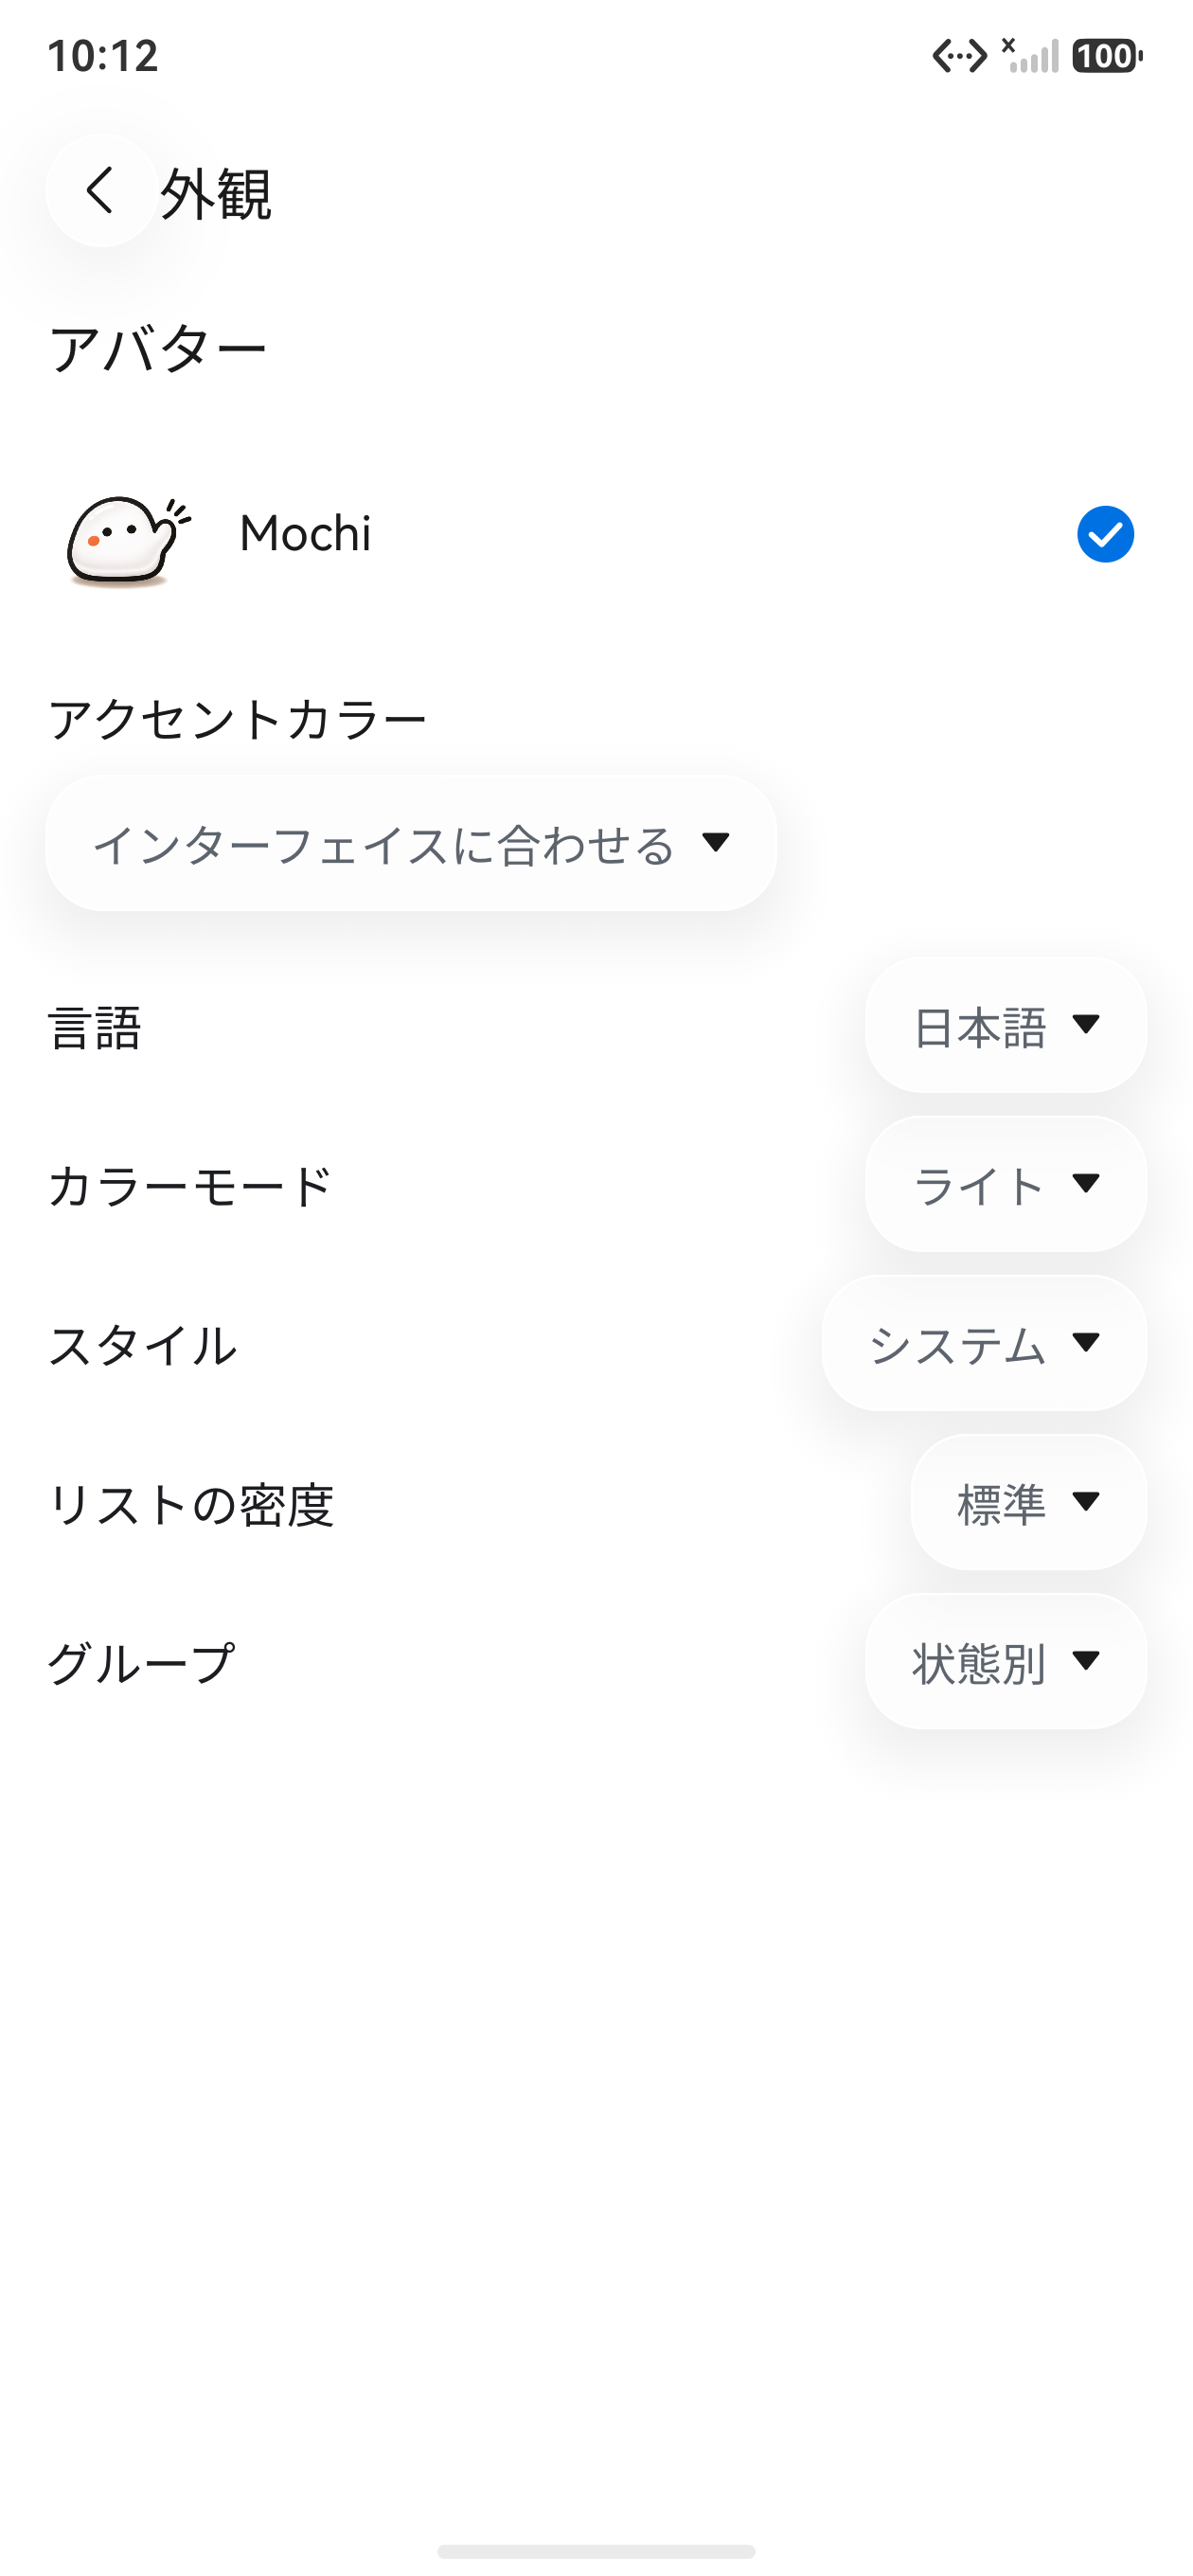 10:12
100
外観
アバター
Mochi
アクセントカラー
インターフェイスに合わせる
言語
日本語
カラーモード
ライト
スタイル
システム
リストの密度
標準
グループ
状態別